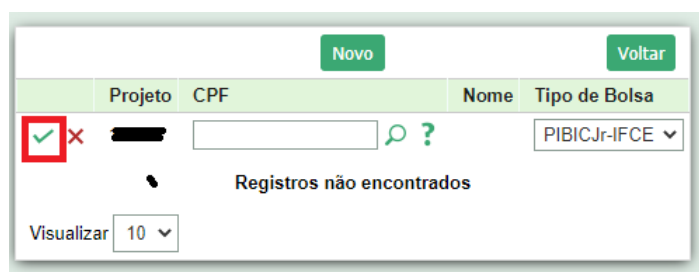 Novo Voltar
Projeto CPF Nome Tipo de Bolsa
? PIBICJr-IFCE
Registros não encontrados
Visualizar 10